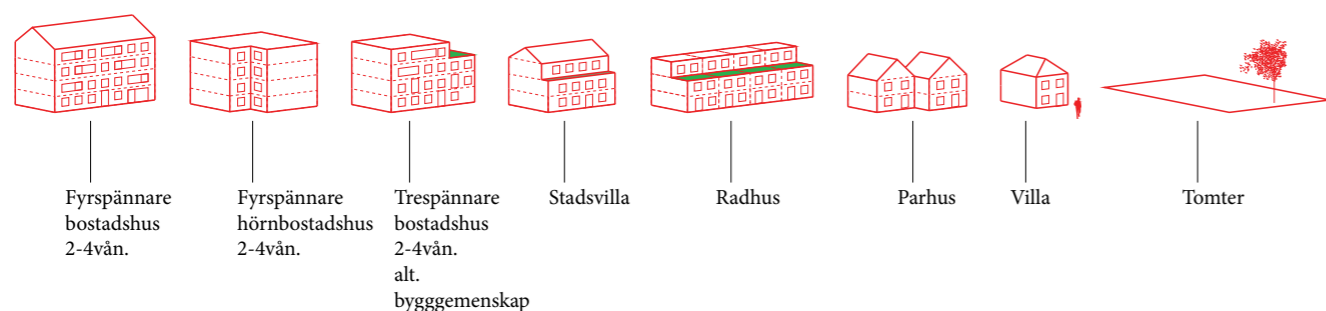 Fyrspännare
bostadshus
2-4vån.
Fyrspännare
hörnbostadshus
2-4vån.
Trespännare
bostadshus
2-4vån.
alt.
bygggemenskap
Stadsvilla
Radhus
Parhus
Villa
Tomter